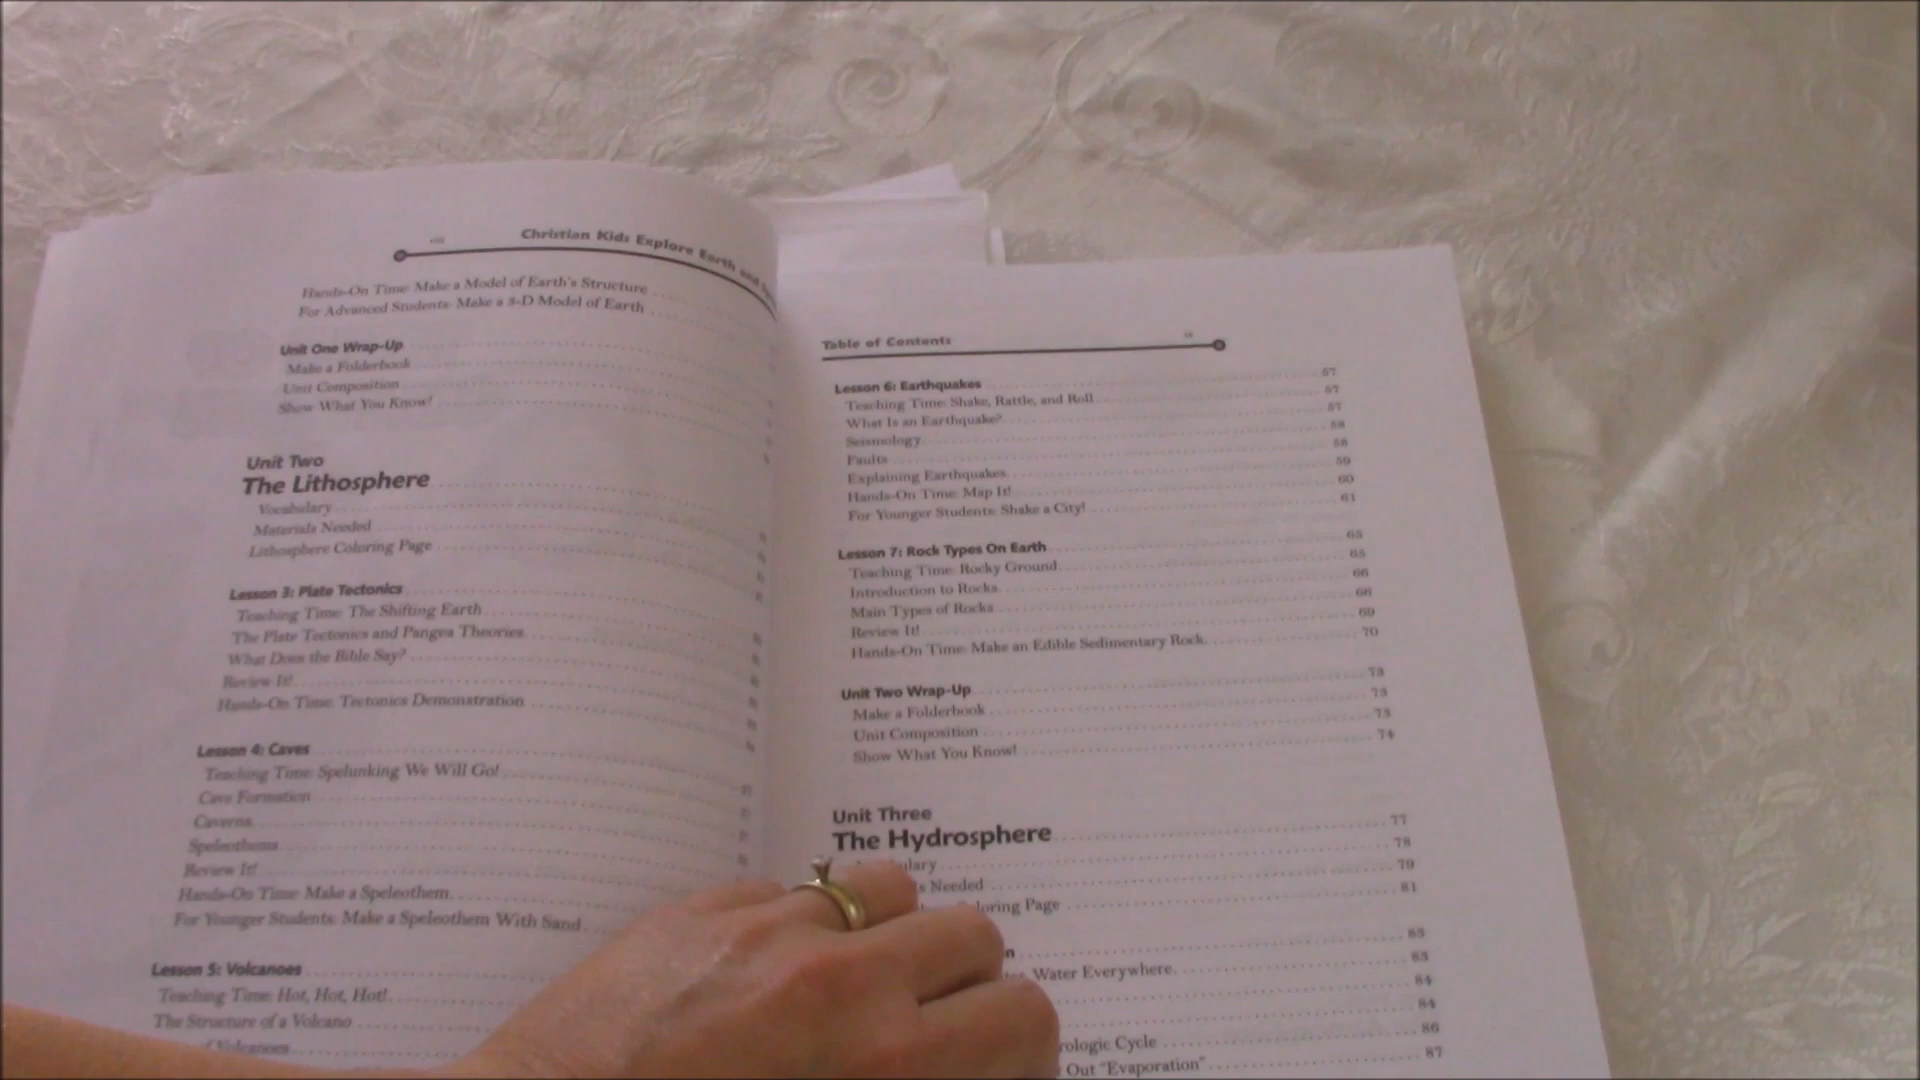 Christian Kids Explore Earth and
Hands-On Time: Make a Model of Earth's Structure
For Advanced Students: Make a 3-D Model of Earth
Unit One Wrap-Up
Make a Folderbook
Unit Composition
Show What You Know!
Unit Two
The Lithosphere
Vocabulary
Materials Needed
Lithosphere Coloring Page
Lesson 3: Plate Tectonics
Teaching Time: The Shifting Earth
The Plate Tectonics and Pangea Theories
What Does the Bible Say?
Review It!
Hands-On Time: Tectonics Demonstration
Lesson 4: Caves
Teaching Time: Spelunking We Will Go!
Cave Formation
Caverns
Speleothems
Review It!
Hands-On Time: Make a Speleothem
For Younger Students: Make a Speleothem With Sand
Lesson 5: Volcanoes
Teaching Time: Hot, Hot, Hot!
The Structure of a Volcano
Volcanoes
Table of Contents
Lesson 6: Earthquakes 57
Teaching Time: Shake, Rattle, and Roll 57
What Is an Earthquake? 57
Seismology 58
Faults 58
Explaining Earthquakes 59
Hands-On Time: Map It! 60
For Younger Students: Shake a City! 61
Lesson 7: Rock Types On Earth 65
Teaching Time: Rocky Ground 65
Introduction to Rocks 66
Main Types of Rocks 66
Review It! 69
Hands-On Time: Make an Edible Sedimentary Rock 70
Unit Two Wrap-Up 73
Make a Folderbook 73
Unit Composition 73
Show What You Know! 74
Unit Three
The Hydrosphere 77
ulary 78
ls Needed 79
loring Page 81
n 83
Water Everywhere 83
84
84
rologic Cycle 86
Out "Evaporation" 87